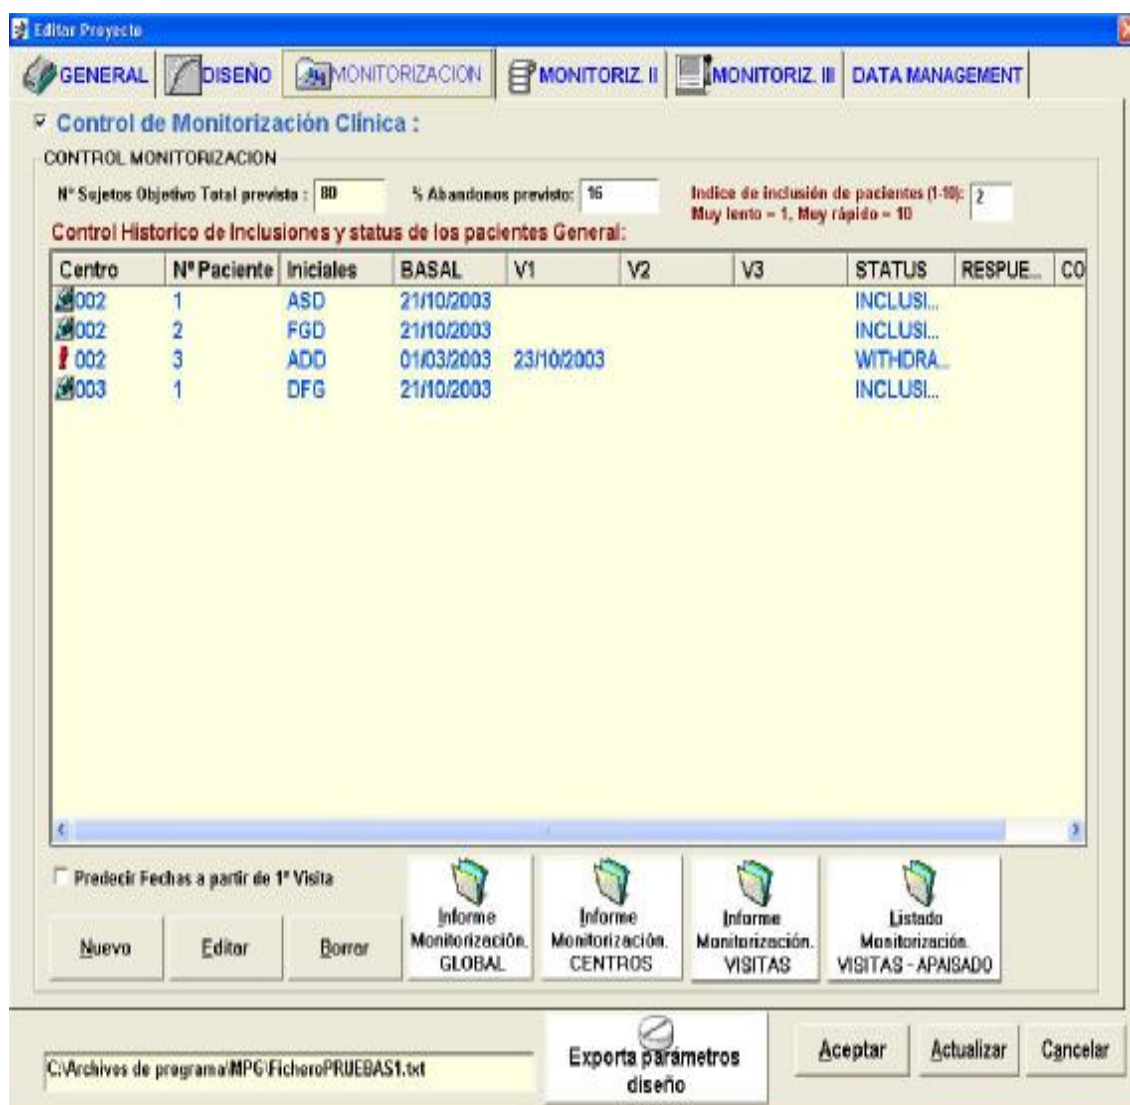 Editar Proyecto
GENERAL DISEÑO MONITORIZACION MONITORIZ. II MONITORIZ. III DATA MANAGEMENT
Control de Monitorización Clínica :
CONTROL MONITORIZACION
Nº Sujetos Objetivo Total previsto : 80 % Abandonos previsto: 16 Indice de inclusión de pacientes (1-10): 2
Muy lento = 1, Muy rápido = 10
Control Historico de Inclusiones y status de los pacientes General:
Centro Nº Paciente Iniciales BASAL V1 V2 V3 STATUS RESPUE... CO
002 1 ASD 21/10/2003 INCLUSI...
002 2 FGD 21/10/2003 INCLUSI...
002 3 ADD 01/03/2003 23/10/2003 WITHDRA...
003 1 DFG 21/10/2003 INCLUSI...
Predecir Fechas a partir de 1ª Visita
Nuevo Editar Borrar
Informe
Monitorización.
GLOBAL
Informe
Monitorización.
CENTROS
Informe
Monitorización.
VISITAS
Listado
Monitorización.
VISITAS - APAISADO
C:\Archivos de programa\MPG\FicheroPRUEBAS1.txt
Exporta parámetros
diseño
Aceptar Actualizar Cancelar